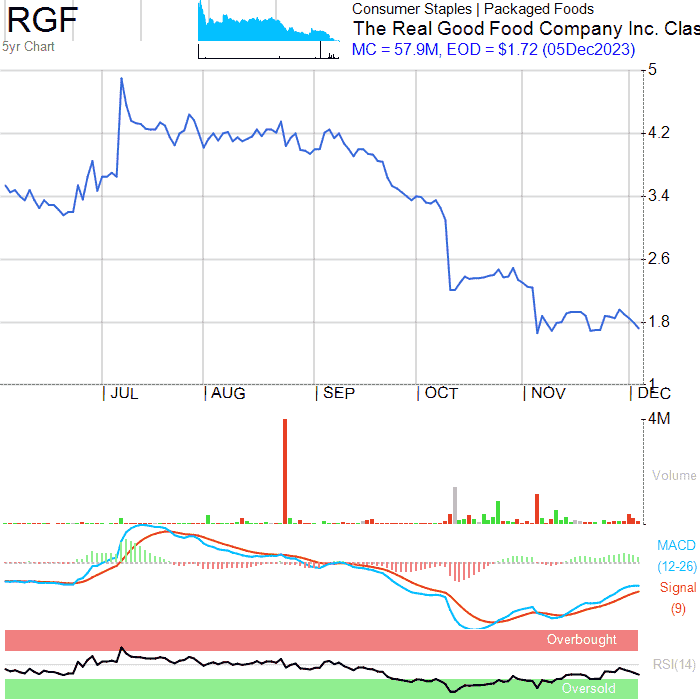 RGF
5yr Chart
Consumer Staples | Packaged Foods
The Real Good Food Company Inc. Clas
MC = 57.9M, EOD = $1.72 (05Dec2023)
5
4.2
3.4
2.6
1.8
1
JUL AUG SEP OCT NOV DEC
4M
Volume
MACD
(12-26)
Signal
(9)
Overbought
RSI(14)
Oversold